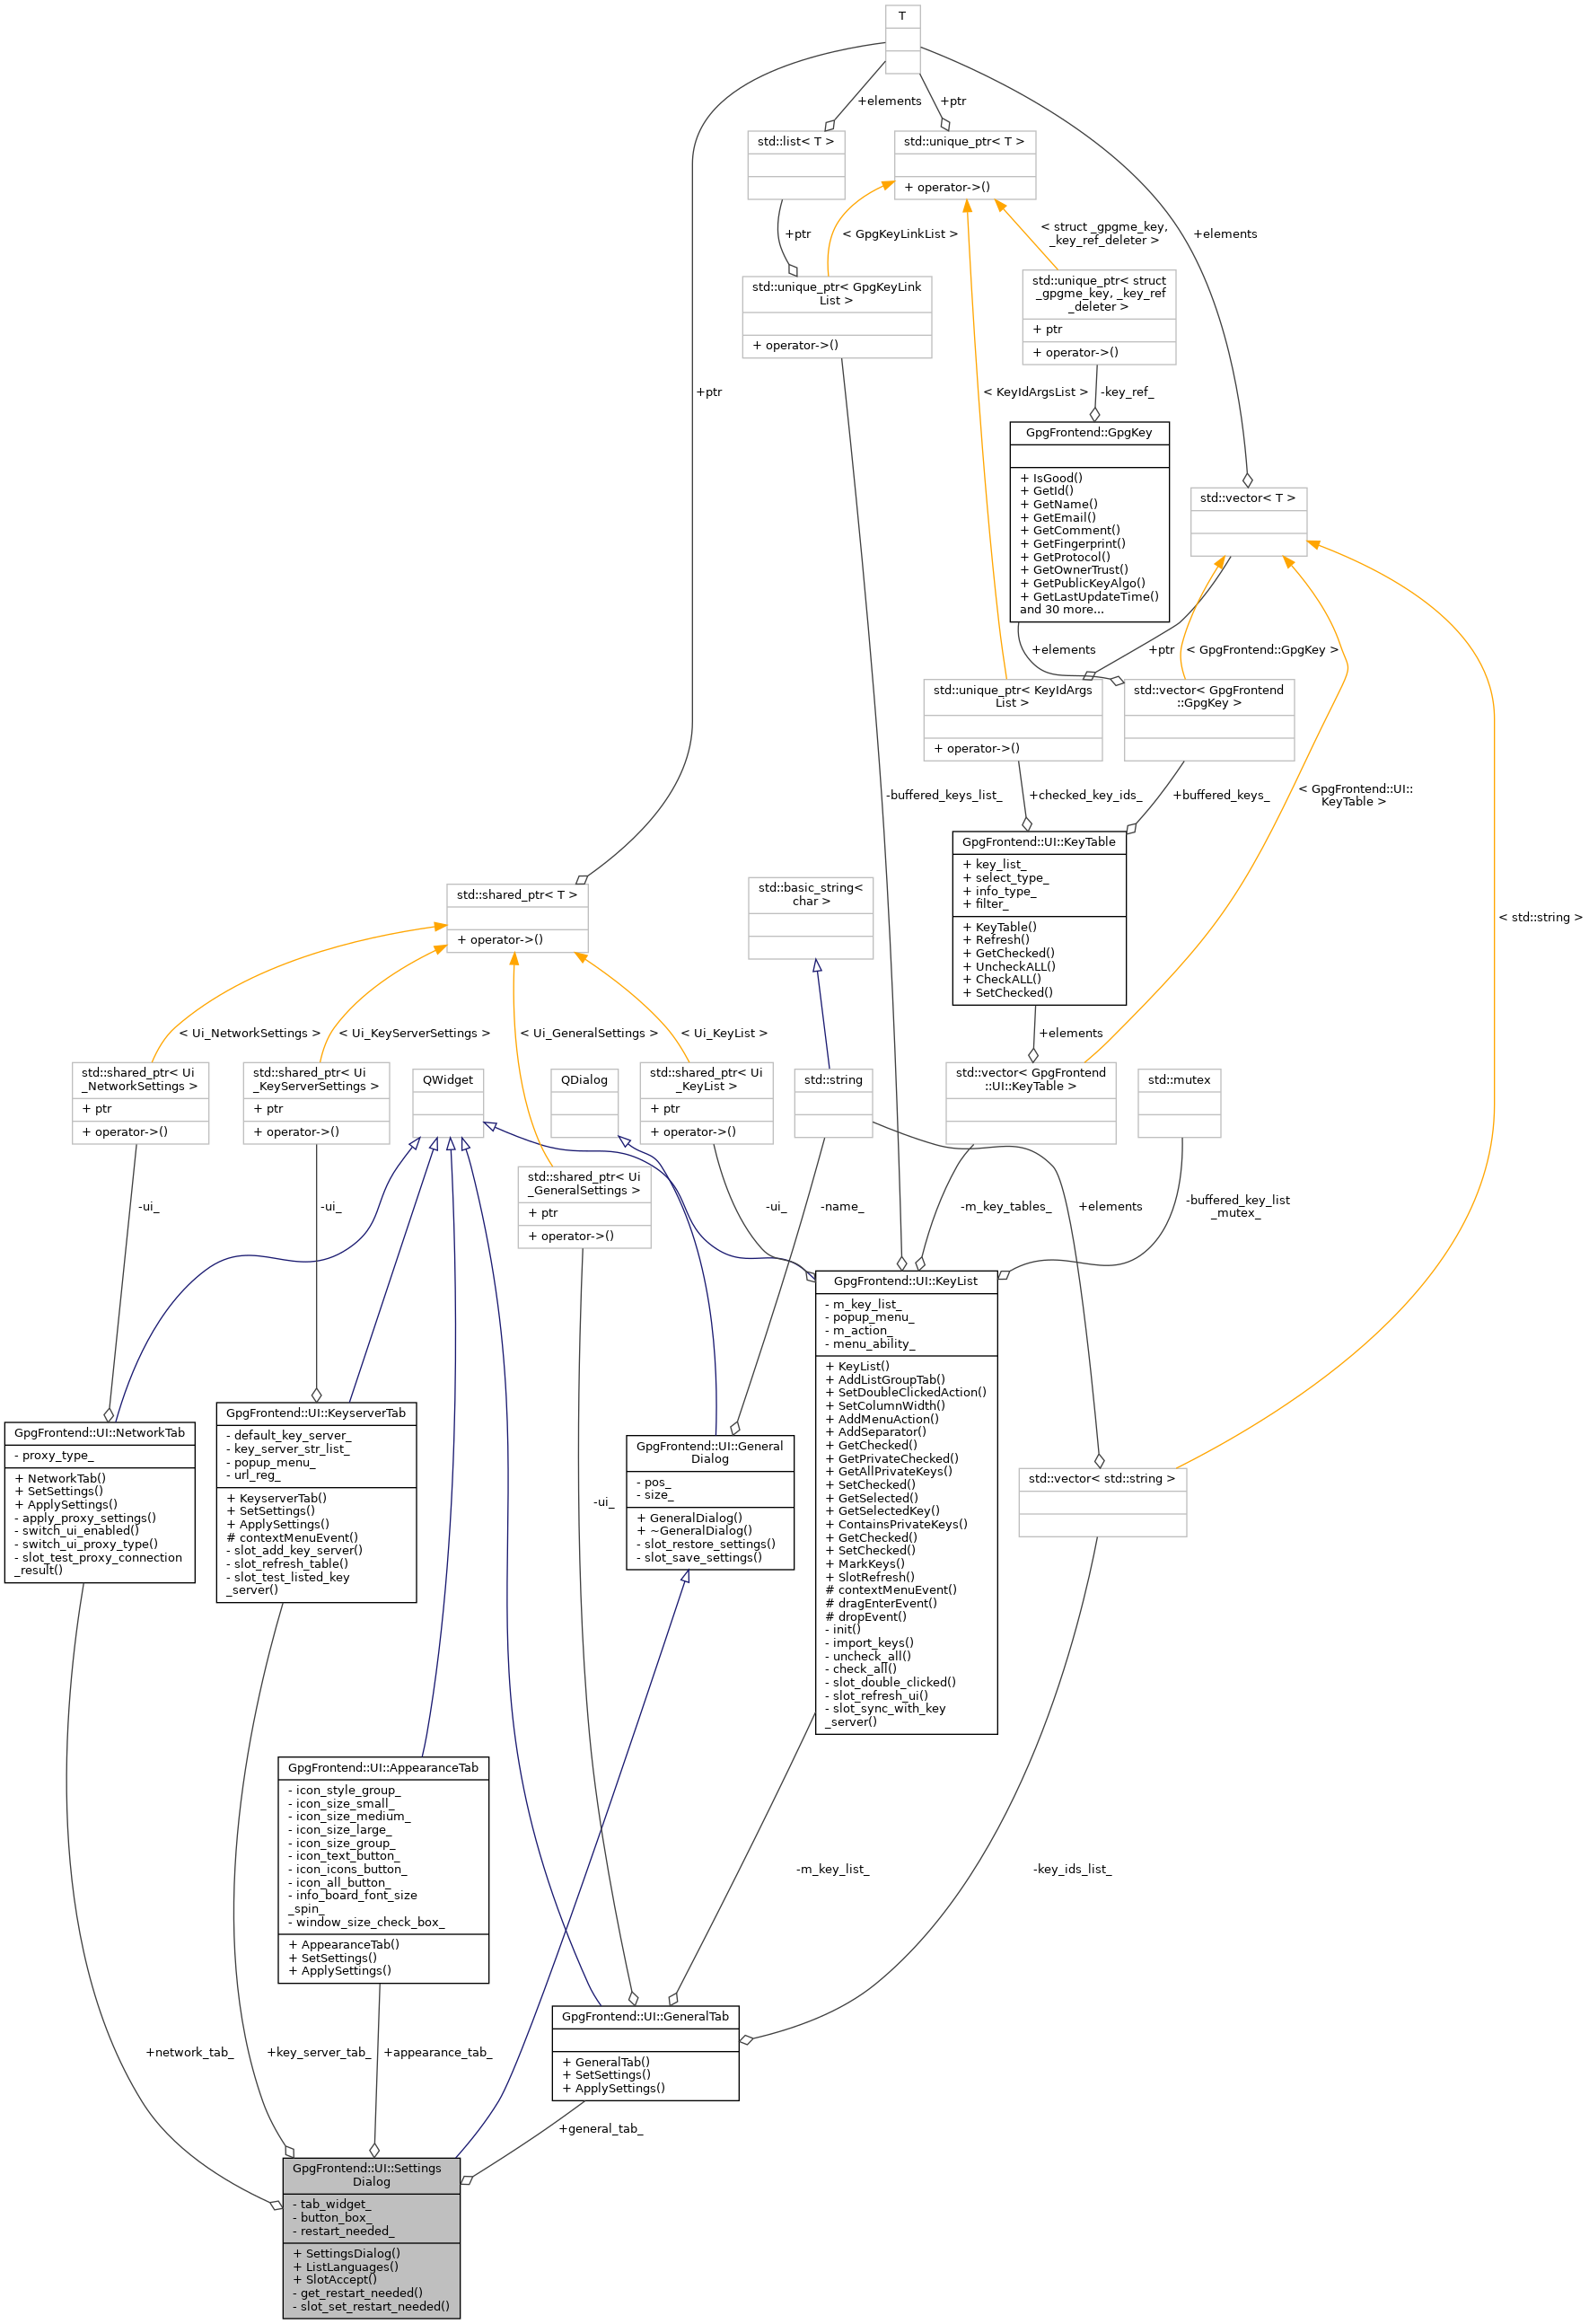 T
+elements
+ptr
std::list< T >
std::unique_ptr< T >
+ operator->()
+ptr
< GpgKeyLinkList >
< struct _gpgme_key,
_key_ref_deleter >
+elements
std::unique_ptr< GpgKeyLink
List >
+ operator->()
std::unique_ptr< struct
_gpgme_key, _key_ref
_deleter >
+ ptr
+ operator->()
+ptr
< KeyIdArgsList >
-key_ref_
GpgFrontend::GpgKey
+ IsGood()
+ GetId()
+ GetName()
+ GetEmail()
+ GetComment()
+ GetFingerprint()
+ GetProtocol()
+ GetOwnerTrust()
+ GetPublicKeyAlgo()
+ GetLastUpdateTime()
and 30 more...
std::vector< T >
+elements
+ptr
< GpgFrontend::GpgKey >
std::unique_ptr< KeyIdArgs
List >
+ operator->()
std::vector< GpgFrontend
::GpgKey >
-buffered_keys_list_
+checked_key_ids_
+buffered_keys_
< GpgFrontend::UI::
KeyTable >
GpgFrontend::UI::KeyTable
+ key_list_
+ select_type_
+ info_type_
+ filter_
+ KeyTable()
+ Refresh()
+ GetChecked()
+ UncheckALL()
+ CheckALL()
+ SetChecked()
std::shared_ptr< T >
+ operator->()
std::basic_string<
char >
< std::string >
< Ui_NetworkSettings >
< Ui_KeyServerSettings >
< Ui_GeneralSettings >
< Ui_KeyList >
+elements
std::shared_ptr< Ui
_NetworkSettings >
+ ptr
+ operator->()
std::shared_ptr< Ui
_KeyServerSettings >
+ ptr
+ operator->()
QWidget
QDialog
std::shared_ptr< Ui
_KeyList >
+ ptr
+ operator->()
std::string
std::vector< GpgFrontend
::UI::KeyTable >
std::mutex
std::shared_ptr< Ui
_GeneralSettings >
+ ptr
+ operator->()
-ui_
-ui_
-ui_
-name_
-m_key_tables_
+elements
-buffered_key_list
_mutex_
GpgFrontend::UI::KeyList
- m_key_list_
- popup_menu_
- m_action_
- menu_ability_
+ KeyList()
+ AddListGroupTab()
+ SetDoubleClickedAction()
+ SetColumnWidth()
+ AddMenuAction()
+ AddSeparator()
+ GetChecked()
+ GetPrivateChecked()
+ GetAllPrivateKeys()
+ SetChecked()
+ GetSelected()
+ GetSelectedKey()
+ ContainsPrivateKeys()
+ GetChecked()
+ SetChecked()
+ MarkKeys()
+ SlotRefresh()
# contextMenuEvent()
# dragEnterEvent()
# dropEvent()
- init()
- import_keys()
- uncheck_all()
- check_all()
- slot_double_clicked()
- slot_refresh_ui()
- slot_sync_with_key
_server()
GpgFrontend::UI::NetworkTab
- proxy_type_
+ NetworkTab()
+ SetSettings()
+ ApplySettings()
- apply_proxy_settings()
- switch_ui_enabled()
- switch_ui_proxy_type()
- slot_test_proxy_connection
_result()
GpgFrontend::UI::KeyserverTab
- default_key_server_
- key_server_str_list_
- popup_menu_
- url_reg_
+ KeyserverTab()
+ SetSettings()
+ ApplySettings()
# contextMenuEvent()
- slot_add_key_server()
- slot_refresh_table()
- slot_test_listed_key
_server()
-ui_
GpgFrontend::UI::General
Dialog
- pos_
- size_
+ GeneralDialog()
+ ~GeneralDialog()
- slot_restore_settings()
- slot_save_settings()
std::vector< std::string >
GpgFrontend::UI::AppearanceTab
- icon_style_group_
- icon_size_small_
- icon_size_medium_
- icon_size_large_
- icon_size_group_
- icon_text_button_
- icon_icons_button_
- icon_all_button_
- info_board_font_size
_spin_
- window_size_check_box_
+ AppearanceTab()
+ SetSettings()
+ ApplySettings()
-m_key_list_
-key_ids_list_
GpgFrontend::UI::GeneralTab
+ GeneralTab()
+ SetSettings()
+ ApplySettings()
+network_tab_
+key_server_tab_
+appearance_tab_
+general_tab_
GpgFrontend::UI::Settings
Dialog
- tab_widget_
- button_box_
- restart_needed_
+ SettingsDialog()
+ ListLanguages()
+ SlotAccept()
- get_restart_needed()
- slot_set_restart_needed()